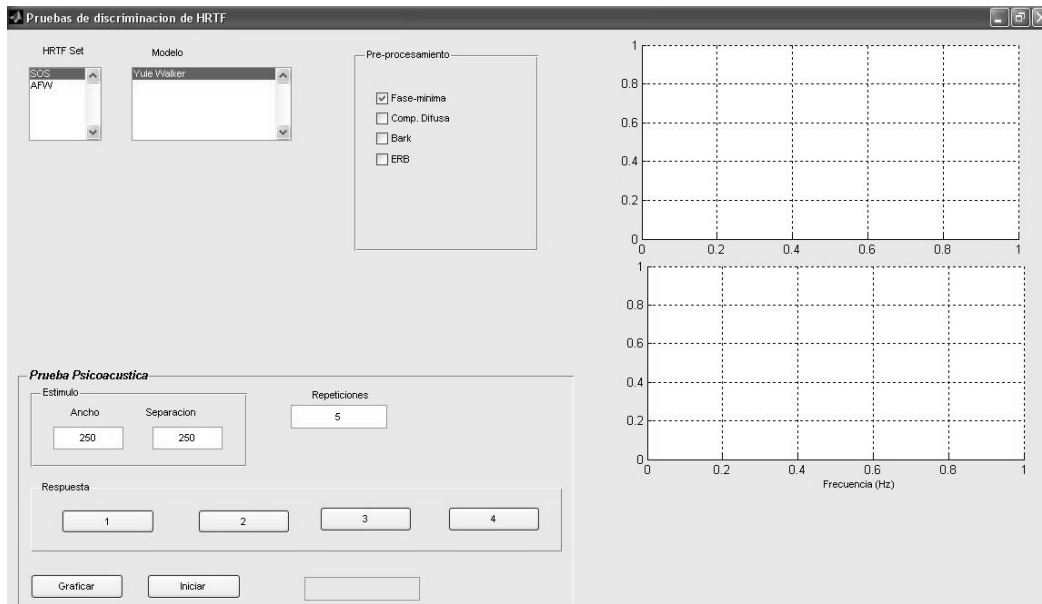 Pruebas de discriminacion de HRTF
HRTF Set
Modelo
SOS
AFW
Yule Walker
Pre-procesamiento
Fase-minima
Comp. Difusa
Bark
ERB
1
0.8
0.6
0.4
0.2
0
0 0.2 0.4 0.6 0.8 1
1
0.8
0.6
0.4
0.2
0
0 0.2 0.4 0.6 0.8 1
Frecuencia (Hz)
Prueba Psicoacustica
Estimulo
Ancho Separacion
250 250
Repeticiones
5
Respuesta
1 2 3 4
Graficar Iniciar